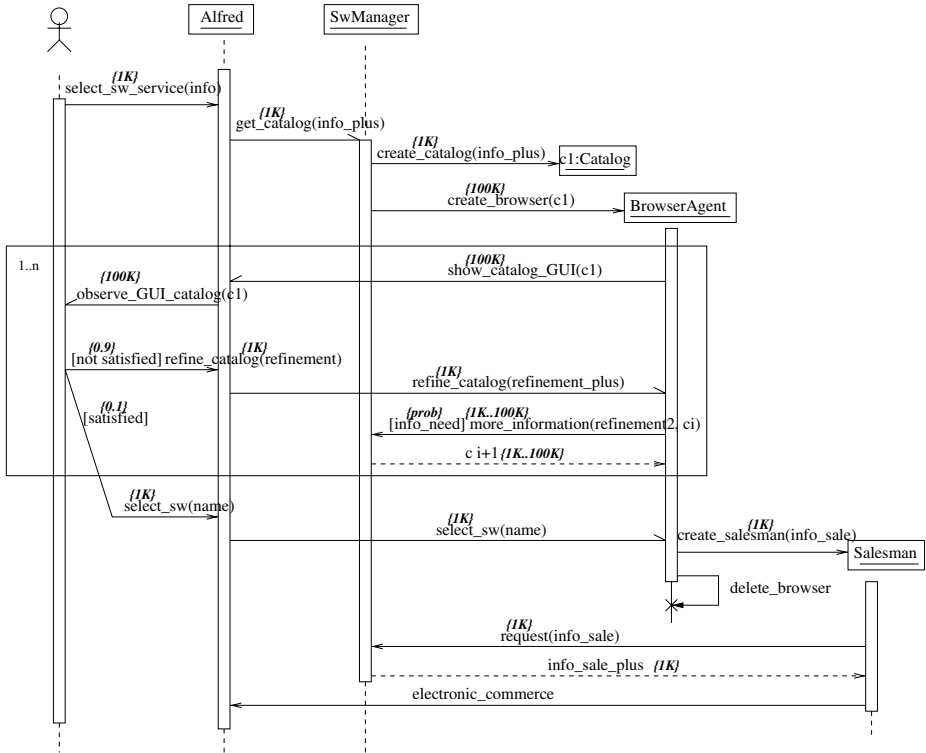 Alfred
SwManager
{1K}
select_sw_service(info)
{1K}
get_catalog(info_plus)
{1K}
create_catalog(info_plus)
c1:Catalog
{100K}
create_browser(c1)
BrowserAgent
1..n
{100K}
show_catalog_GUI(c1)
{100K}
observe_GUI_catalog(c1)
{0.9} {1K}
[not satisfied] refine_catalog(refinement)
{1K}
refine_catalog(refinement_plus)
{0.1}
[satisfied]
{prob} {1K..100K}
[info_need] more_information(refinement2, ci)
c i+1 {1K..100K}
{1K}
select_sw(name)
{1K}
select_sw(name)
{1K}
create_salesman(info_sale)
Salesman
delete_browser
{1K}
request(info_sale)
info_sale_plus {1K}
electronic_commerce